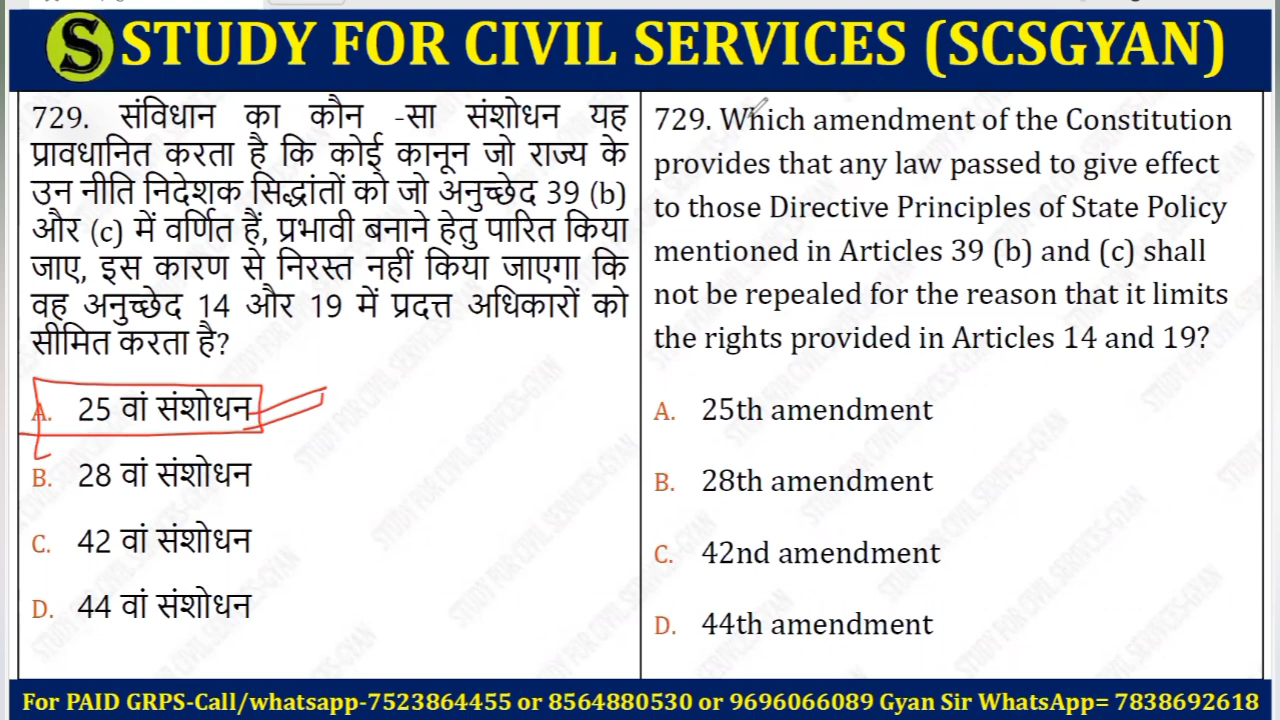 S STUDY FOR CIVIL SERVICES (SCSGYAN)
729. संविधान का कौन -सा संशोधन यह
प्रावधानित करता है कि कोई कानून जो राज्य के
उन नीति निदेशक सिद्धांतों को जो अनुच्छेद 39 (b)
और (c) में वर्णित हैं, प्रभावी बनाने हेतु पारित किया
जाए, इस कारण से निरस्त नहीं किया जाएगा कि
वह अनुच्छेद 14 और 19 में प्रदत्त अधिकारों को
सीमित करता है?
A. 25 वां संशोधन
B. 28 वां संशोधन
C. 42 वां संशोधन
D. 44 वां संशोधन
729. Which amendment of the Constitution
provides that any law passed to give effect
to those Directive Principles of State Policy
mentioned in Articles 39 (b) and (c) shall
not be repealed for the reason that it limits
the rights provided in Articles 14 and 19?
A. 25th amendment
B. 28th amendment
C. 42nd amendment
D. 44th amendment
For PAID GRPS-Call/whatsapp-7523864455 or 8564880530 or 9696066089 Gyan Sir WhatsApp= 7838692618